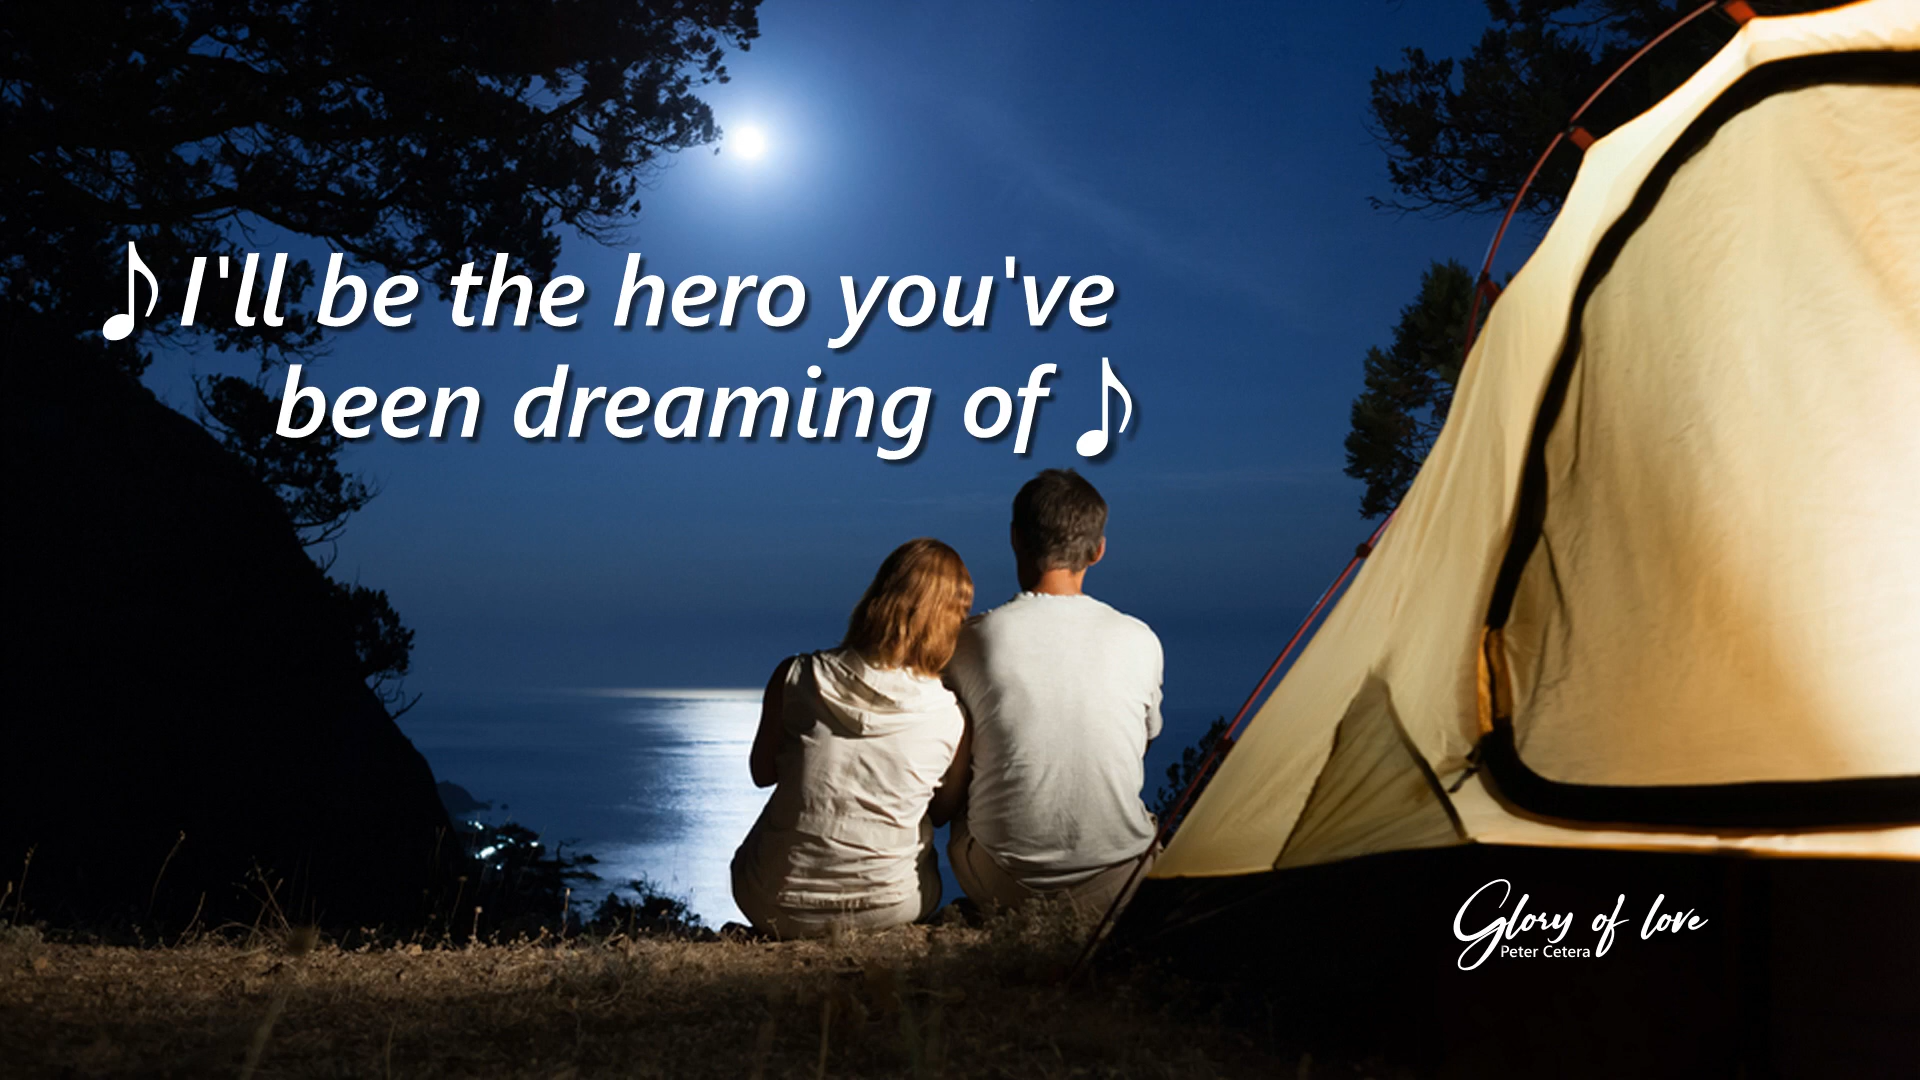 ♪ I'll be the hero you've
been dreaming of ♪
Glory of love
Peter Cetera